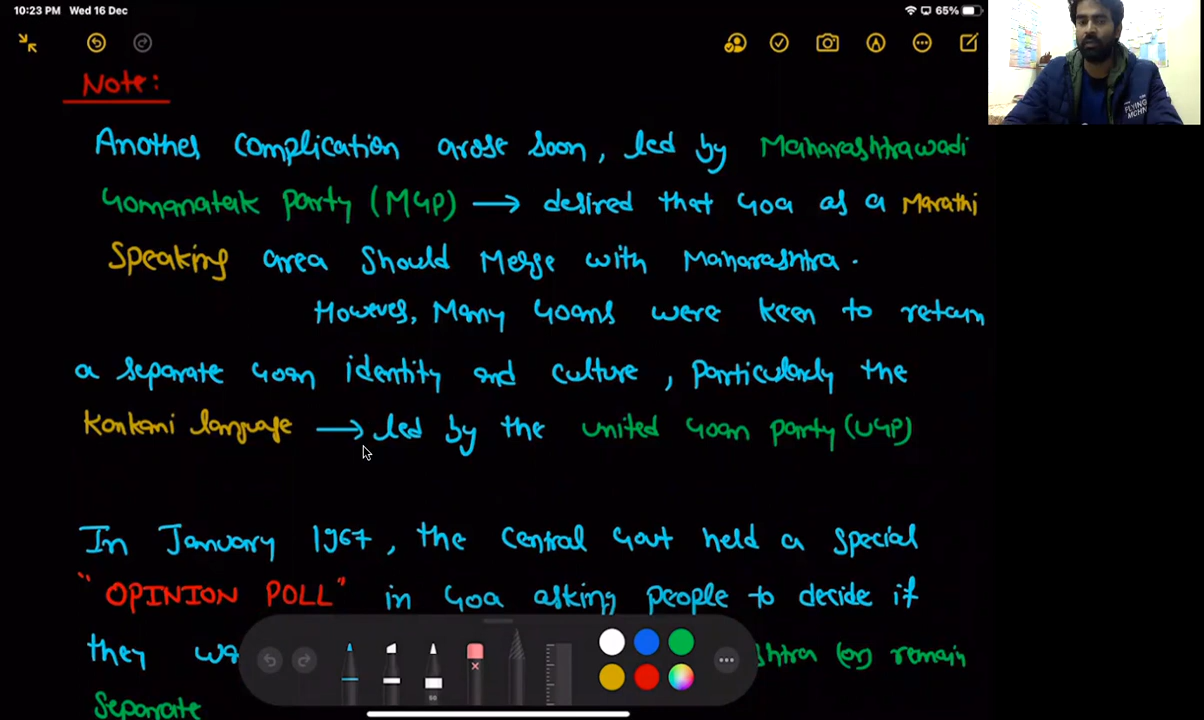 10:23 PM Wed 16 Dec
65%
Note:
Another complication arose soon, led by Maharashtrawadi
Gomanatak party (MGP) → desired that Goa as a Marathi
Speaking area Should Merge with Maharashtra.
However, Many Goans were keen to retain
a separate Goan identity and culture, particularly the
Konkani language → led by the united Goan party (UGP)
In January 1967, the central Govt held a special
"OPINION POLL" in Goa asking people to decide if
they shtra (or) remain
Separate
FLYING
MCHN